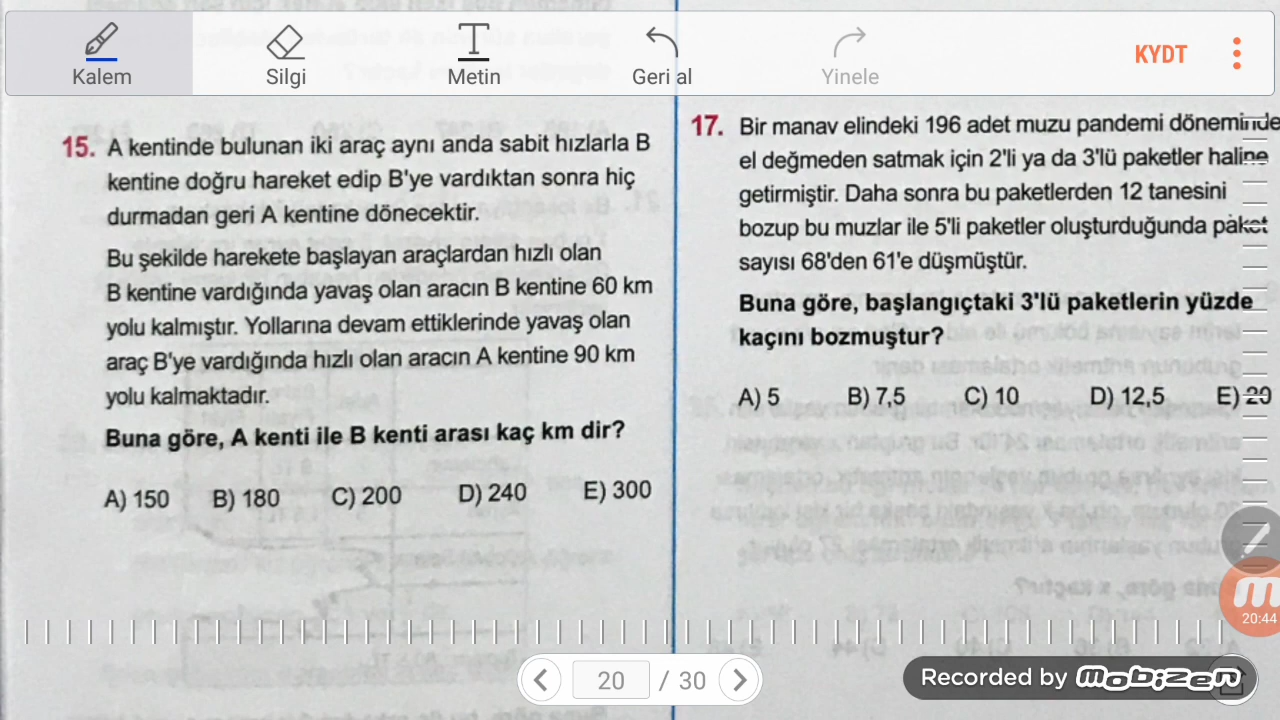 Kalem
Silgi
Metin
Geri al
Yinele
KYDT
15. A kentinde bulunan iki araç aynı anda sabit hızlarla B
kentine doğru hareket edip B'ye vardıktan sonra hiç
durmadan geri A kentine dönecektir.
Bu şekilde harekete başlayan araçlardan hızlı olan
B kentine vardığında yavaş olan aracın B kentine 60 km
yolu kalmıştır. Yollarına devam ettiklerinde yavaş olan
araç B'ye vardığında hızlı olan aracın A kentine 90 km
yolu kalmaktadır.
Buna göre, A kenti ile B kenti arası kaç km dir?
A) 150 B) 180 C) 200 D) 240 E) 300
17. Bir manav elindeki 196 adet muzu pandemi döneminde
el değmeden satmak için 2'li ya da 3'lü paketler haline
getirmiştir. Daha sonra bu paketlerden 12 tanesini
bozup bu muzlar ile 5'li paketler oluşturduğunda paket
sayısı 68'den 61'e düşmüştür.
Buna göre, başlangıçtaki 3'lü paketlerin yüzde
kaçını bozmuştur?
A) 5 B) 7,5 C) 10 D) 12,5 E) 20
20 / 30
20:44
Recorded by MOBIZEN